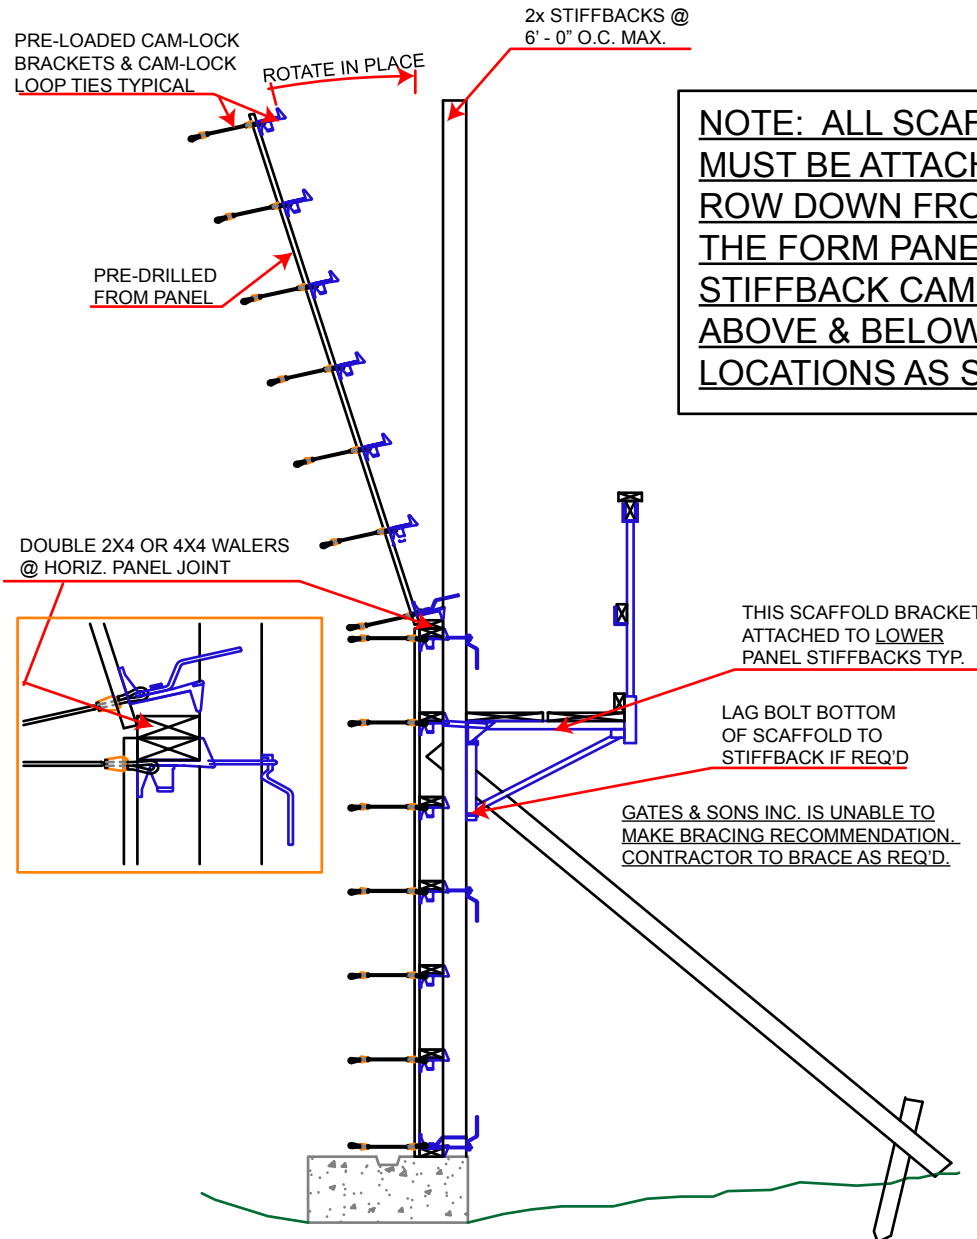 2x STIFFBACKS @
6' - 0" O.C. MAX.
PRE-LOADED CAM-LOCK
BRACKETS & CAM-LOCK
LOOP TIES TYPICAL
ROTATE IN PLACE
NOTE: ALL SCAF
MUST BE ATTACH
ROW DOWN FRO
THE FORM PANE
STIFFBACK CAM
ABOVE & BELOW
LOCATIONS AS S
PRE-DRILLED
FROM PANEL
DOUBLE 2X4 OR 4X4 WALERS
@ HORIZ. PANEL JOINT
THIS SCAFFOLD BRACKET
ATTACHED TO LOWER
PANEL STIFFBACKS TYP.
LAG BOLT BOTTOM
OF SCAFFOLD TO
STIFFBACK IF REQ'D
GATES & SONS INC. IS UNABLE TO
MAKE BRACING RECOMMENDATION.
CONTRACTOR TO BRACE AS REQ'D.